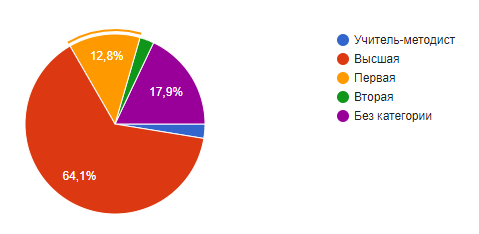 12,8%
17,9%
64,1%
Учитель-методист
Высшая
Первая
Вторая
Без категории